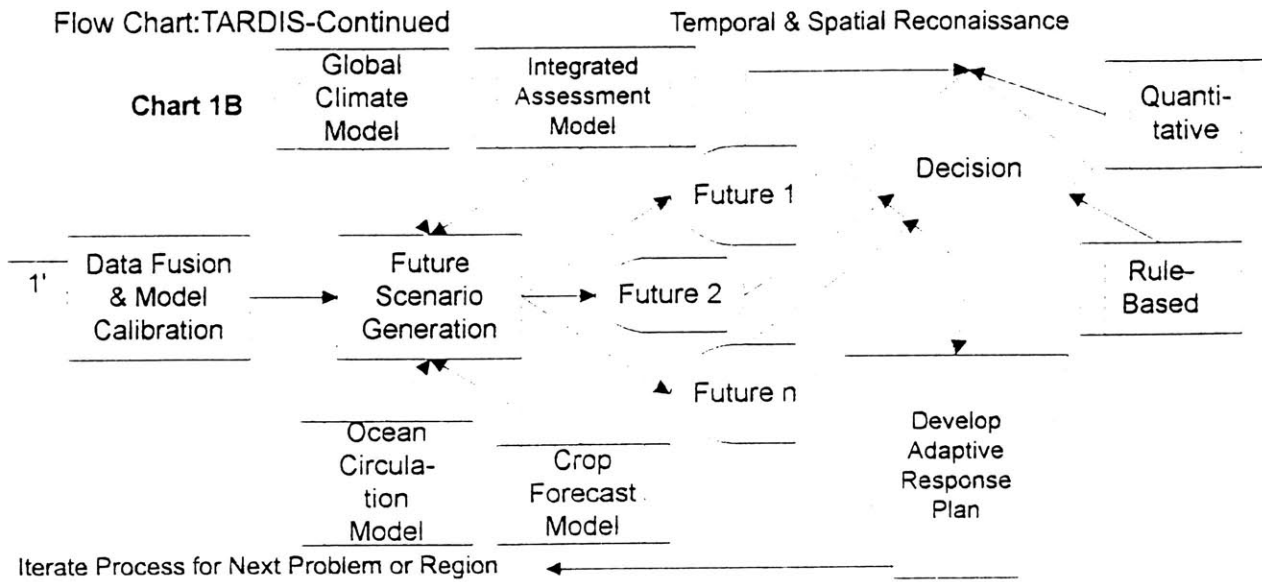 Flow Chart:TARDIS-Continued
Temporal & Spatial Reconaissance
Chart 1B
Global
Climate
Model
Integrated
Assessment
Model
Quanti-
tative
Decision
Future 1
1'
Data Fusion
& Model
Calibration
Future
Scenario
Generation
Future 2
Rule-
Based
Future n
Ocean
Circula-
tion
Model
Crop
Forecast
Model
Develop
Adaptive
Response
Plan
Iterate Process for Next Problem or Region